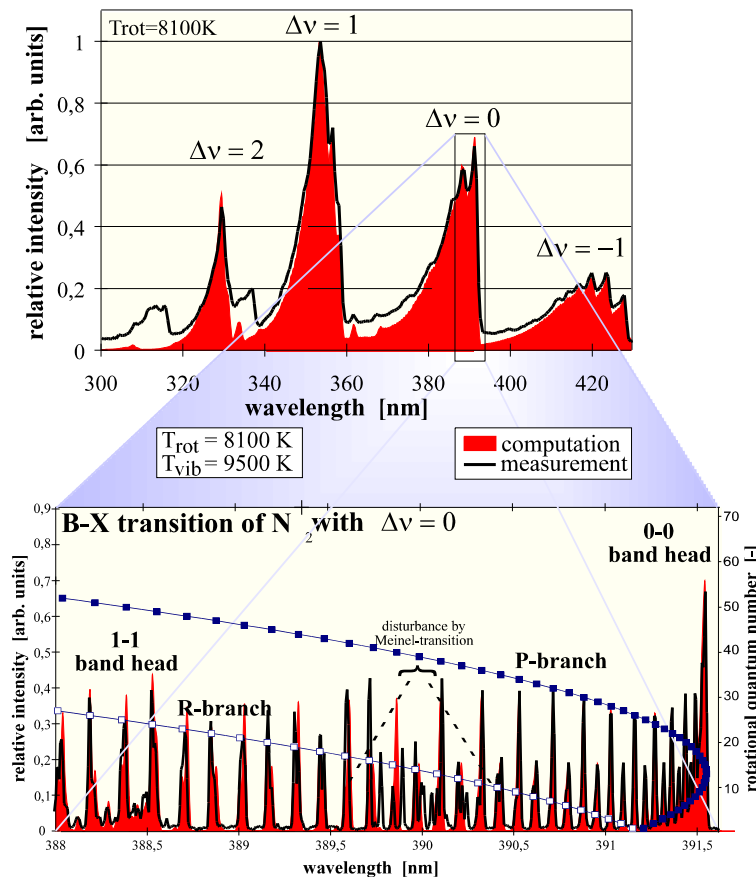 Trot=8100K
Δν = 1
Δν = 2
Δν = 0
Δν = −1
relative intensity [arb. units]
1
0,8
0,6
0,4
0,2
0
300
320
340
360
380
400
420
wavelength [nm]
T rot = 8100 K
T vib = 9500 K
computation
measurement
B-X transition of N 2 with Δν = 0
0-0
band head
disturbance by
Meinel-transition
1-1
band head
P-branch
R-branch
relative intensity [arb. units]
0,9
0,8
0,7
0,6
0,5
0,4
0,3
0,2
0,1
0
rotational quantum number [-]
70
60
50
40
30
20
10
0
388
388,5
389
389,5
390
390,5
391
391,5
wavelength [nm]